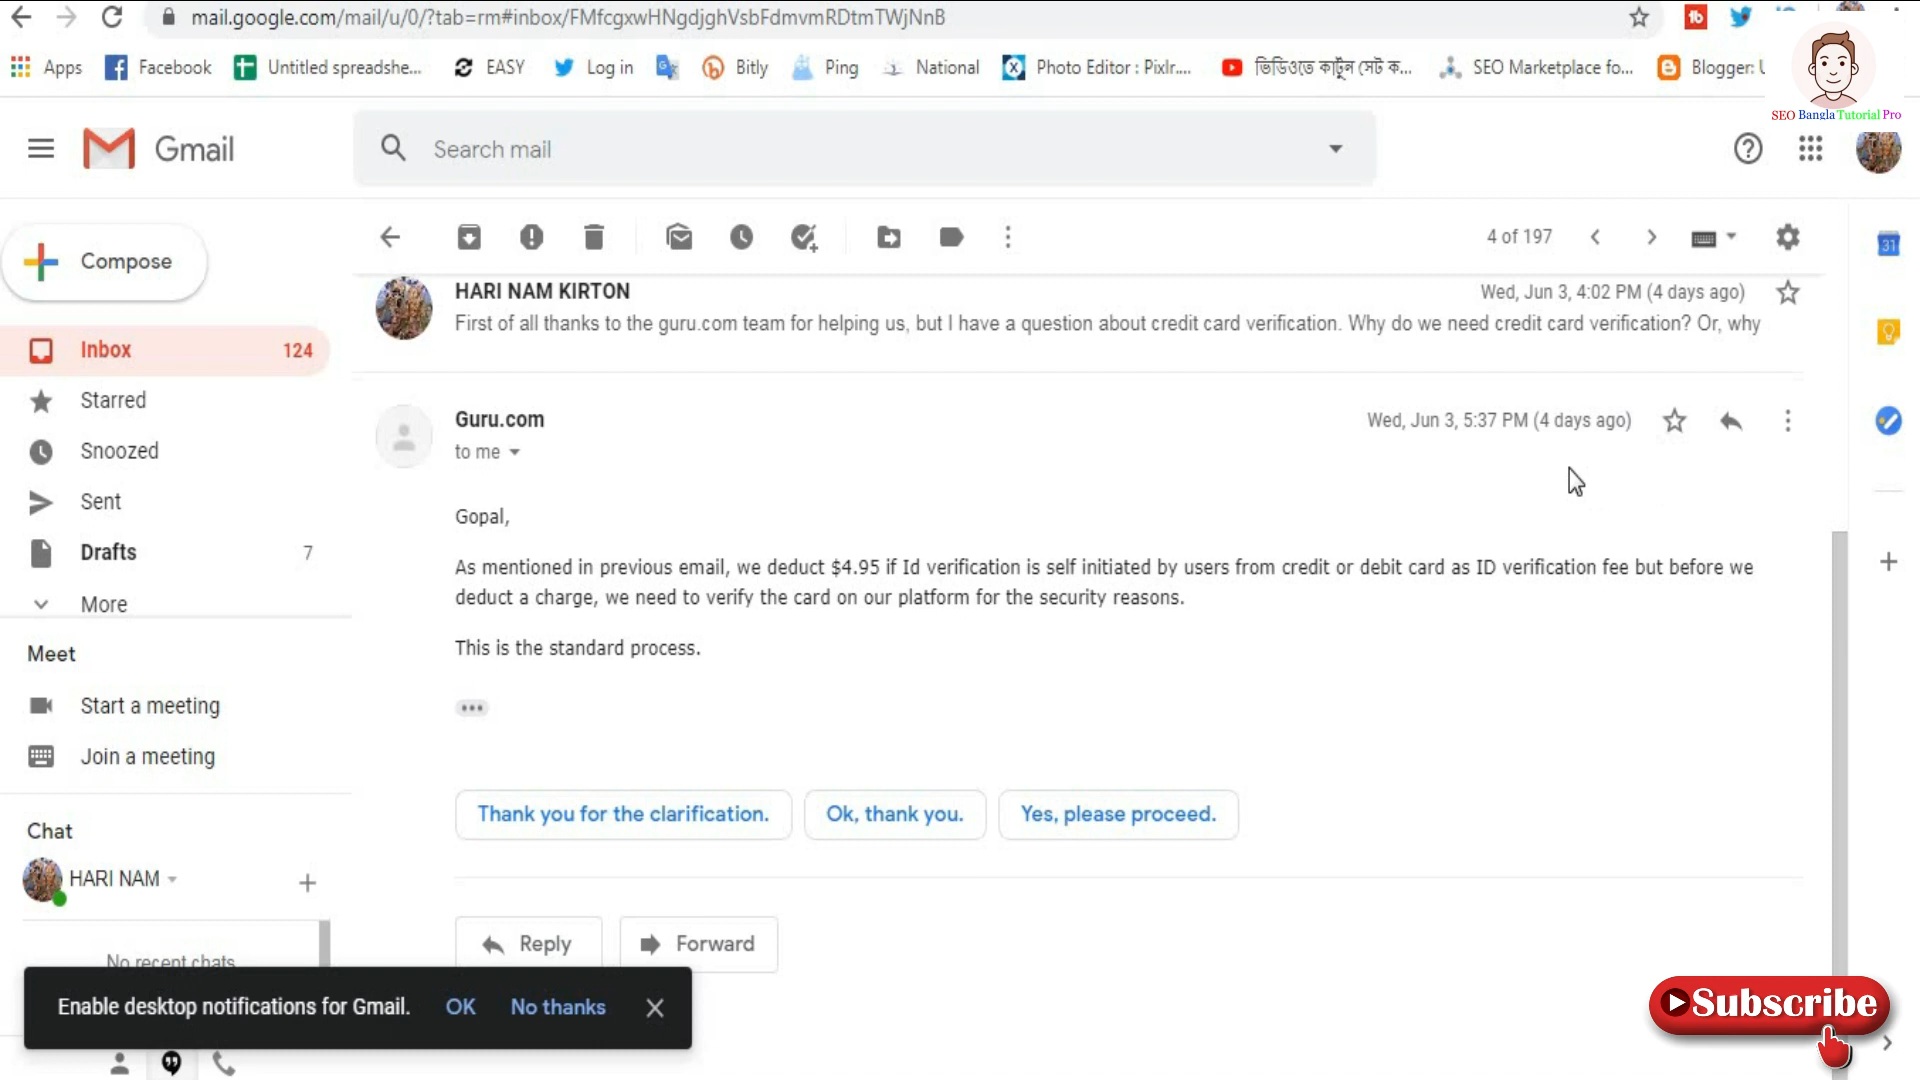 mail.google.com/mail/u/0/?tab=rm#inbox/FMfcgxwHNgdjghVsbFdmvmRDtmTWjNnB
Apps Facebook Untitled spreadshe... EASY Log in Bitly Ping National Photo Editor : Pixlr.... ভিডিওতে কার্টুন সেট ক... SEO Marketplace fo... Blogger: U
SEO Bangla Tutorial Pro
Gmail
Search mail
Compose
4 of 197
31
HARI NAM KIRTON
Wed, Jun 3, 4:02 PM (4 days ago)
First of all thanks to the guru.com team for helping us, but I have a question about credit card verification. Why do we need credit card verification? Or, why
Inbox 124
Starred
Snoozed
Sent
Drafts 7
More
Guru.com
Wed, Jun 3, 5:37 PM (4 days ago)
to me
Gopal,
As mentioned in previous email, we deduct $4.95 if Id verification is self initiated by users from credit or debit card as ID verification fee but before we
deduct a charge, we need to verify the card on our platform for the security reasons.
This is the standard process.
Meet
Start a meeting
Join a meeting
Thank you for the clarification. Ok, thank you. Yes, please proceed.
Chat
HARI NAM
No recent chats
Reply Forward
Enable desktop notifications for Gmail. OK No thanks
Subscribe